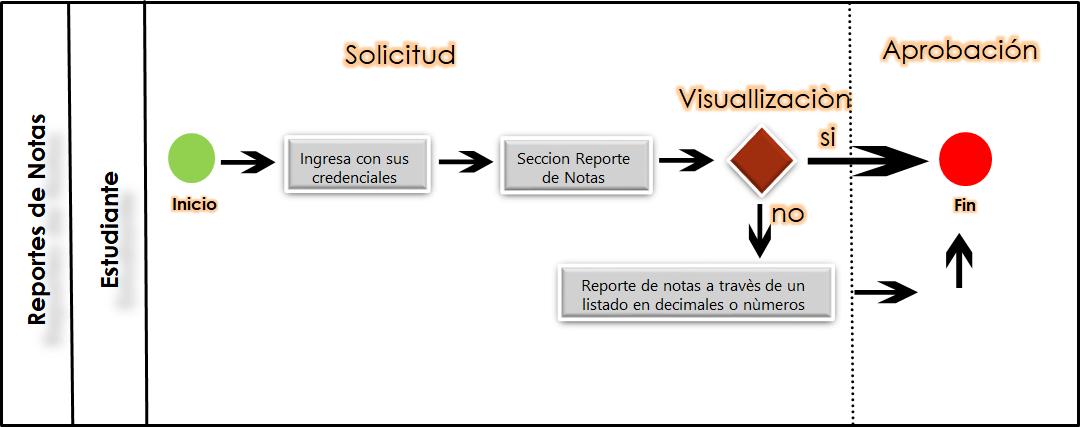 Reportes de Notas
Estudiante
Solicitud
Aprobación
Visuallizaciòn
si
Ingresa con sus
credenciales
Seccion Reporte
de Notas
Inicio
no
Fin
Reporte de notas a travès de un
listado en decimales o nùmeros